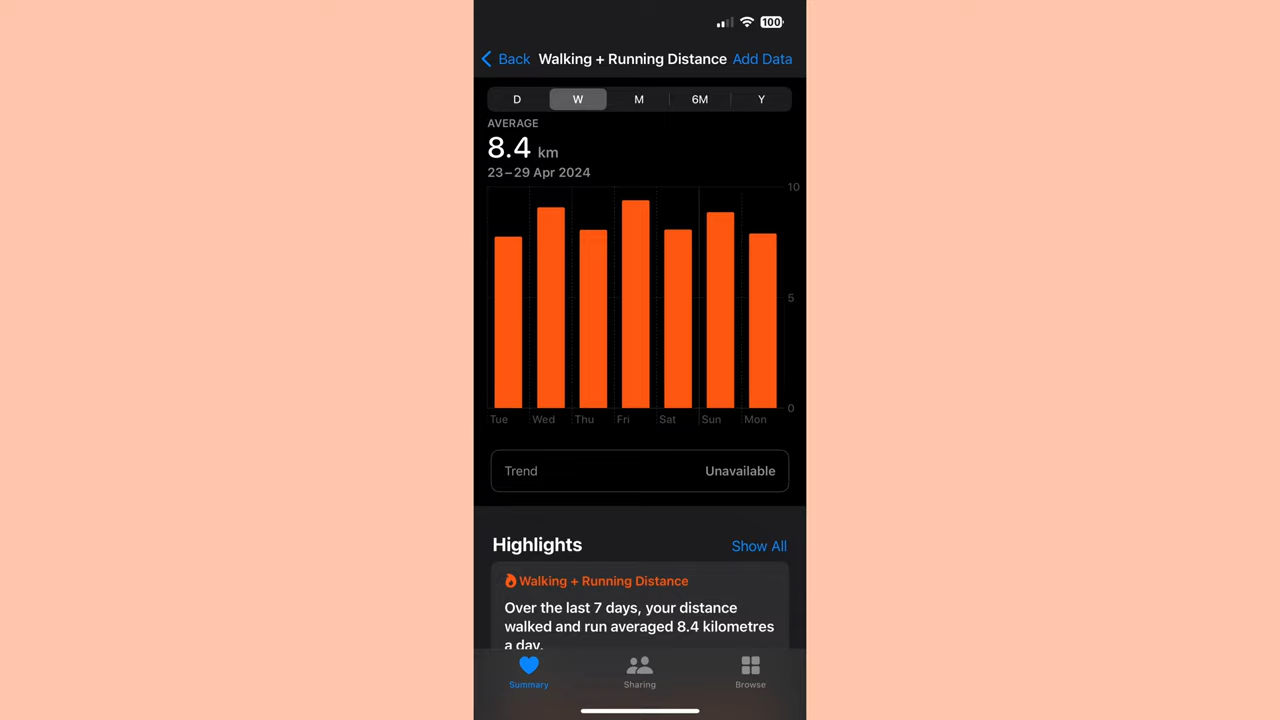 100
Back Walking + Running Distance Add Data
D W M 6M Y
AVERAGE
8.4 km
23–29 Apr 2024
10
5
0
Tue Wed Thu Fri Sat Sun Mon
Trend Unavailable
Highlights Show All
Walking + Running Distance
Over the last 7 days, your distance
walked and run averaged 8.4 kilometres
a day.
Summary Sharing Browse